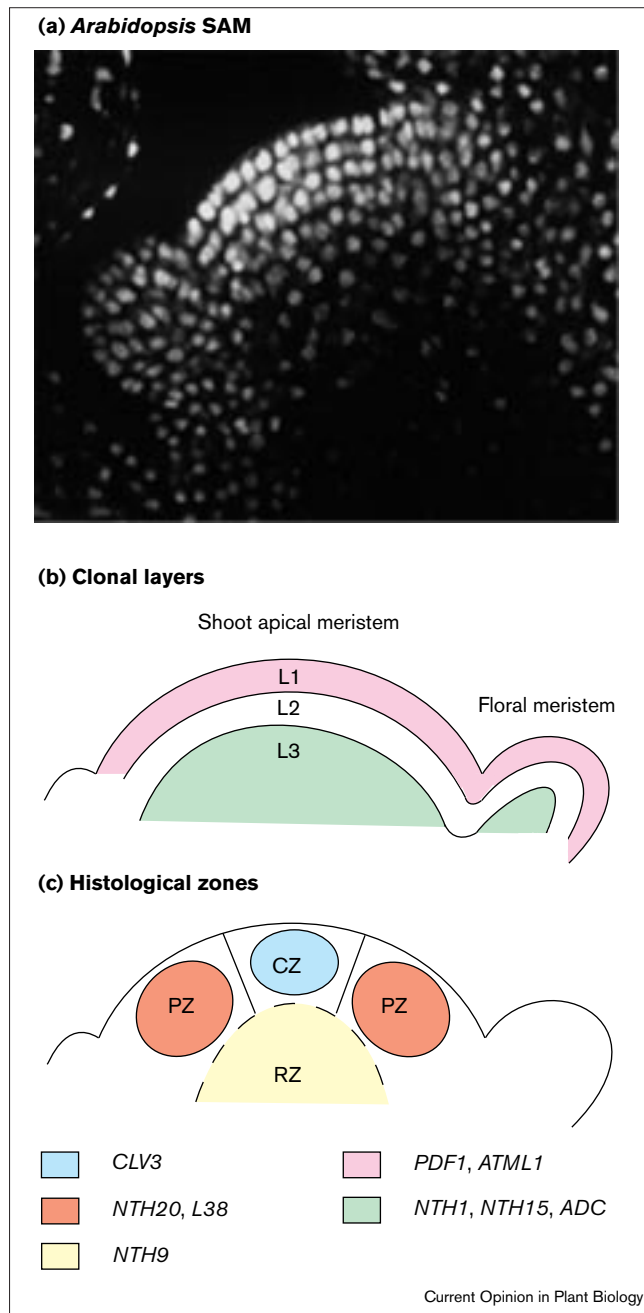 (a) Arabidopsis SAM
(b) Clonal layers
Shoot apical meristem
L1
L2
L3
Floral meristem
(c) Histological zones
PZ
CZ
PZ
RZ
CLV3
PDF1, ATML1
NTH20, L38
NTH1, NTH15, ADC
NTH9
Current Opinion in Plant Biology